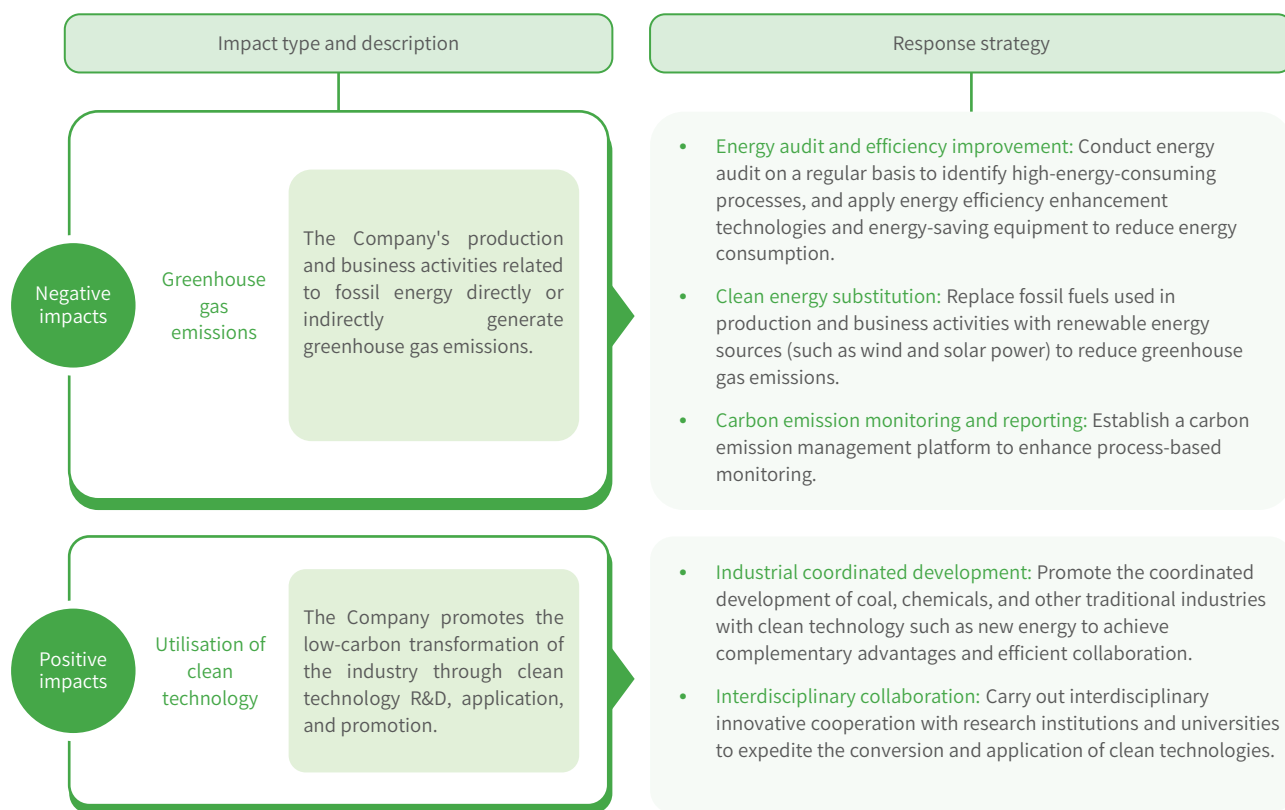 Impact type and description
Response strategy
Negative
impacts
Greenhouse
gas
emissions
The Company's production
and business activities related
to fossil energy directly or
indirectly generate
greenhouse gas emissions.
• Energy audit and efficiency improvement: Conduct energy
audit on a regular basis to identify high-energy-consuming
processes, and apply energy efficiency enhancement
technologies and energy-saving equipment to reduce energy
consumption.
• Clean energy substitution: Replace fossil fuels used in
production and business activities with renewable energy
sources (such as wind and solar power) to reduce greenhouse
gas emissions.
• Carbon emission monitoring and reporting: Establish a carbon
emission management platform to enhance process-based
monitoring.
Positive
impacts
Utilisation of
clean
technology
The Company promotes the
low-carbon transformation of
the industry through clean
technology R&D, application,
and promotion.
• Industrial coordinated development: Promote the coordinated
development of coal, chemicals, and other traditional industries
with clean technology such as new energy to achieve
complementary advantages and efficient collaboration.
• Interdisciplinary collaboration: Carry out interdisciplinary
innovative cooperation with research institutions and universities
to expedite the conversion and application of clean technologies.